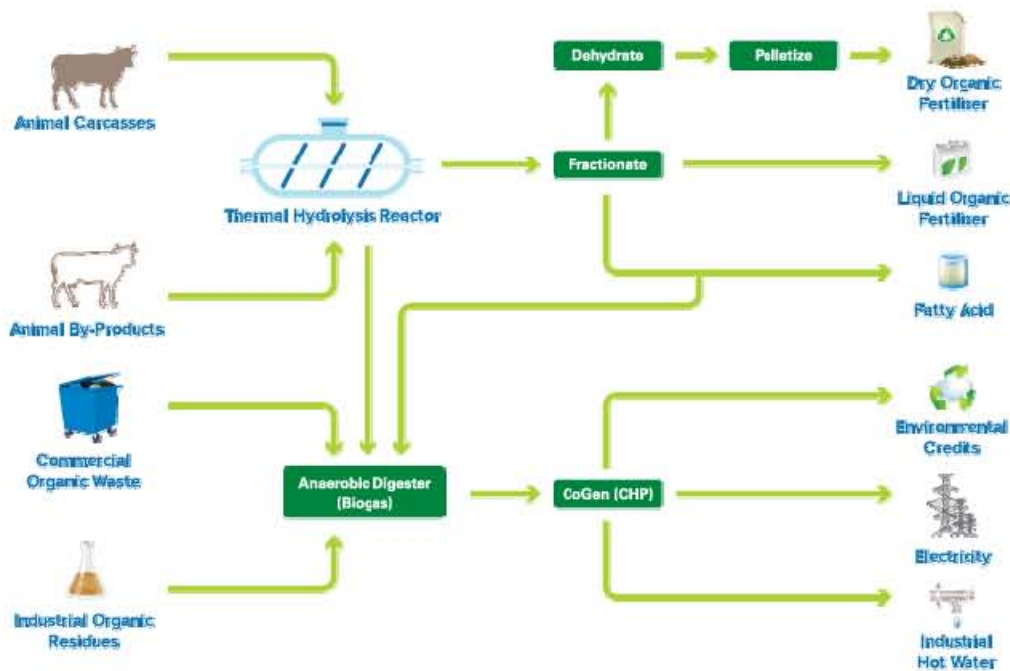 Animal Carcasses
Thermal Hydrolysis Reactor
Animal By-Products
Commercial
Organic Waste
Industrial Organic
Residues
Dehydrate
Pelletize
Fractionate
Anaerobic Digester
(Biogas)
CoGen (CHP)
Dry Organic
Fertiliser
Liquid Organic
Fertiliser
Fatty Acid
Environmental
Credits
Electricity
Industrial
Hot Water